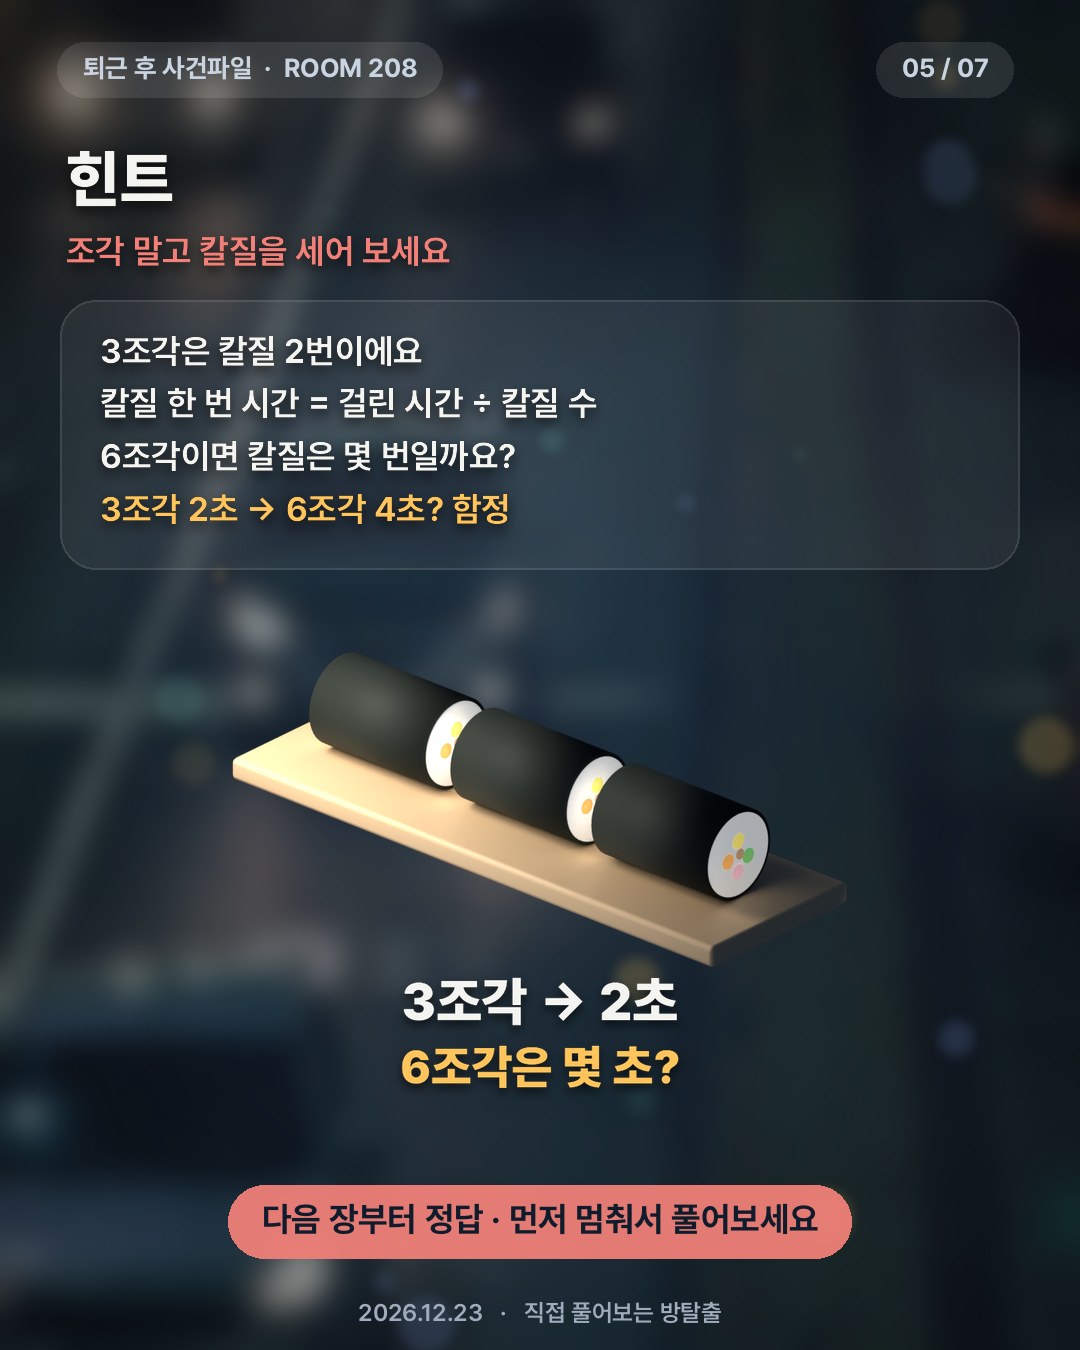 퇴근 후 사건파일 · ROOM 208
05 / 07
힌트
조각 말고 칼질을 세어 보세요
3조각은 칼질 2번이에요
칼질 한 번 시간 = 걸린 시간 ÷ 칼질 수
6조각이면 칼질은 몇 번일까요?
3조각 2초 → 6조각 4초? 함정
3조각 → 2초
6조각은 몇 초?
다음 장부터 정답 · 먼저 멈춰서 풀어보세요
2026.12.23 · 직접 풀어보는 방탈출